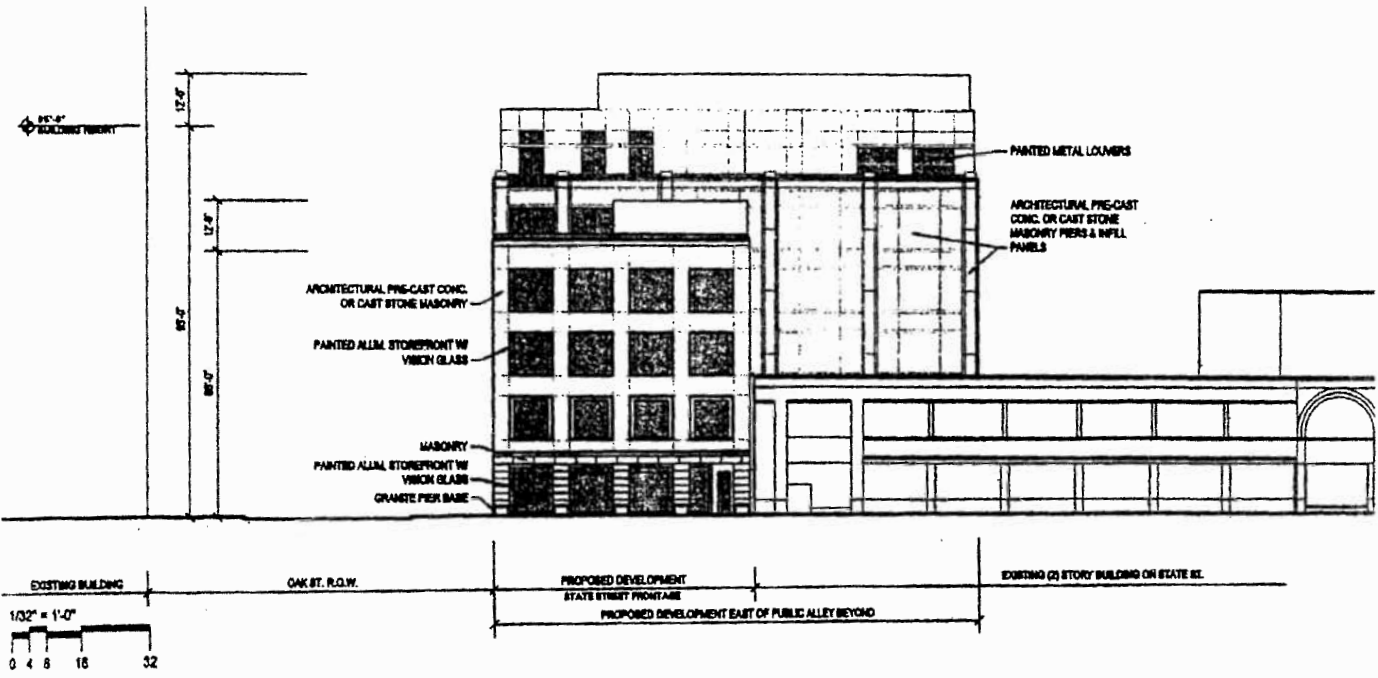 12'-0"
BUILDING HEIGHT
PAINTED METAL LOUVERS
12'-0"
ARCHITECTURAL PRE-CAST
CONC. OR CAST STONE
MASONRY PIERS & INFILL
PANELS
ARCHITECTURAL PRE-CAST CONC.
OR CAST STONE MASONRY
PAINTED ALUM. STOREFRONT W/
VISION GLASS
MASONRY
PAINTED ALUM. STOREFRONT W/
VISION GLASS
GRANITE PIER BASE
EXISTING BUILDING
OAK ST. R.O.W.
PROPOSED DEVELOPMENT
STATE STREET FRONTAGE
EXISTING (2) STORY BUILDING ON STATE ST.
PROPOSED DEVELOPMENT EAST OF PUBLIC ALLEY BEYOND
1/32" = 1'-0"
0 4 8 16 32